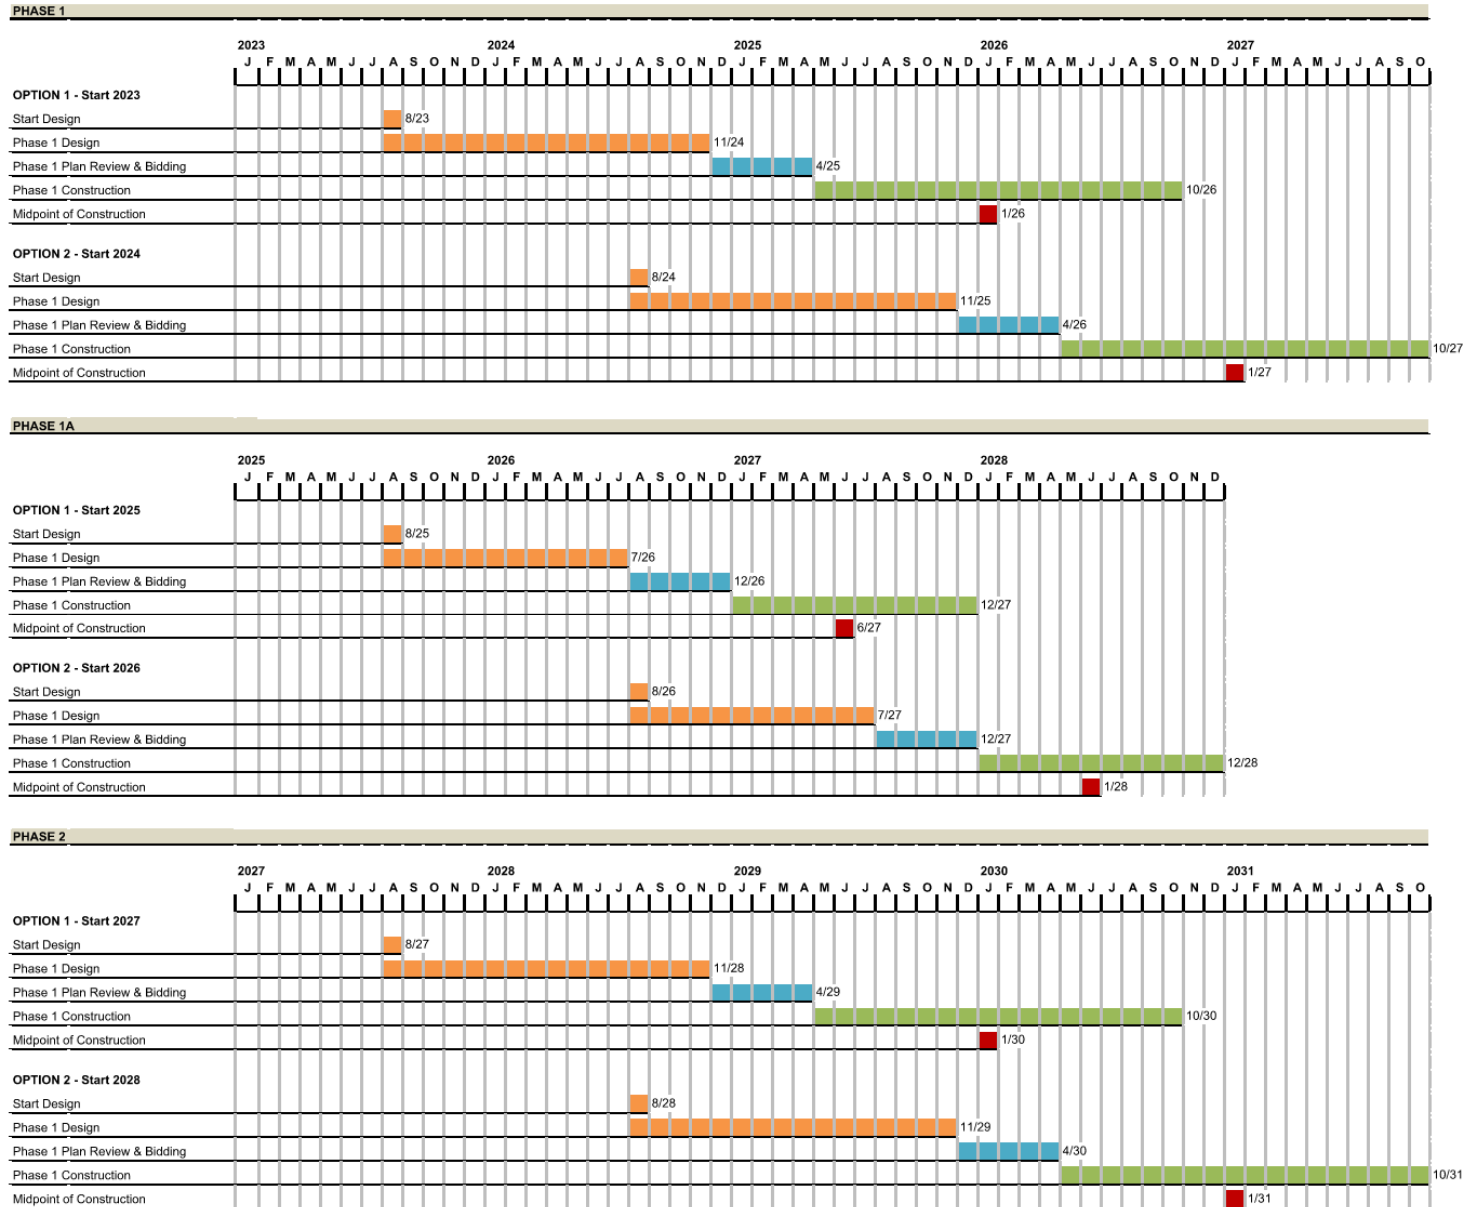 PHASE 1
2023 2024 2025 2026 2027
J F M A M J J A S O N D J F M A M J J A S O N D J F M A M J J A S O N D J F M A M J J A S O N D J F M A M J J A S O
OPTION 1 - Start 2023
Start Design 8/23
Phase 1 Design 11/24
Phase 1 Plan Review & Bidding 4/25
Phase 1 Construction 10/26
Midpoint of Construction 1/26
OPTION 2 - Start 2024
Start Design 8/24
Phase 1 Design 11/25
Phase 1 Plan Review & Bidding 4/26
Phase 1 Construction 10/27
Midpoint of Construction 1/27
PHASE 1A
2025 2026 2027 2028
J F M A M J J A S O N D J F M A M J J A S O N D J F M A M J J A S O N D J F M A M J J A S O N D
OPTION 1 - Start 2025
Start Design 8/25
Phase 1 Design 7/26
Phase 1 Plan Review & Bidding 12/26
Phase 1 Construction 12/27
Midpoint of Construction 6/27
OPTION 2 - Start 2026
Start Design 8/26
Phase 1 Design 7/27
Phase 1 Plan Review & Bidding 12/27
Phase 1 Construction 12/28
Midpoint of Construction 1/28
PHASE 2
2027 2028 2029 2030 2031
J F M A M J J A S O N D J F M A M J J A S O N D J F M A M J J A S O N D J F M A M J J A S O N D J F M A M J J A S O
OPTION 1 - Start 2027
Start Design 8/27
Phase 1 Design 11/28
Phase 1 Plan Review & Bidding 4/29
Phase 1 Construction 10/30
Midpoint of Construction 1/30
OPTION 2 - Start 2028
Start Design 8/28
Phase 1 Design 11/29
Phase 1 Plan Review & Bidding 4/30
Phase 1 Construction 10/31
Midpoint of Construction 1/31